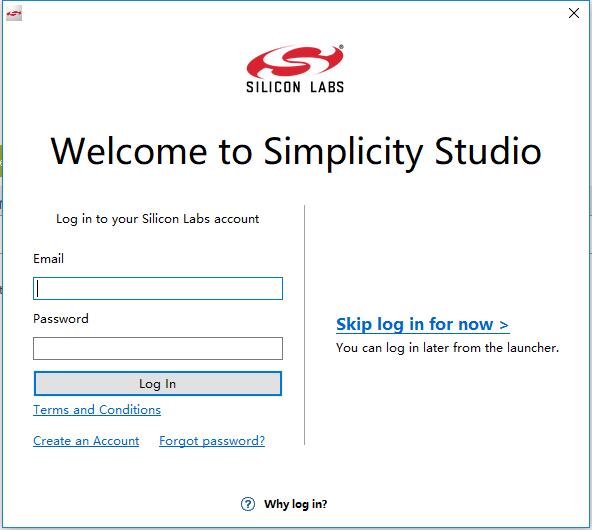 SILICON LABS
Welcome to Simplicity Studio
Log in to your Silicon Labs account
Email
Password
Log In
Terms and Conditions
Create an Account Forgot password?
Skip log in for now >
You can log in later from the launcher.
Why log in?